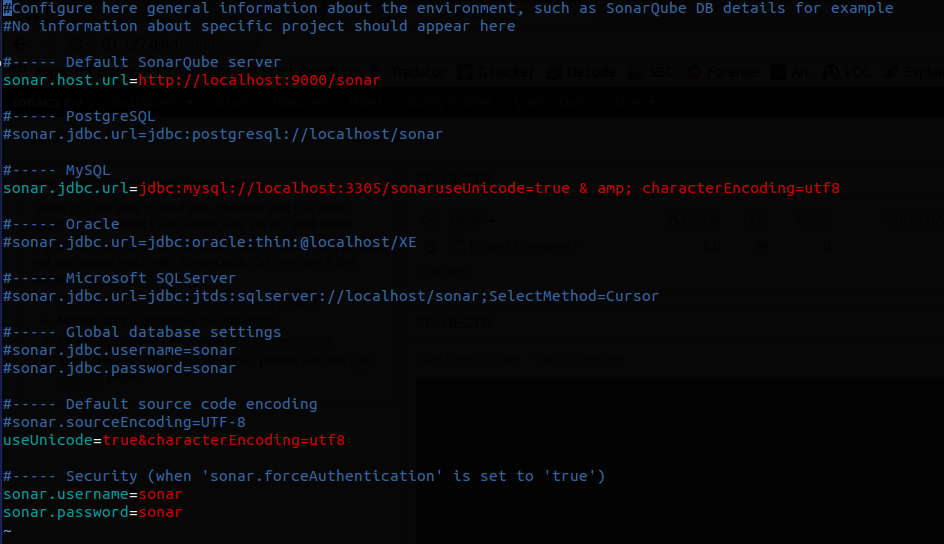 #Configure here general information about the environment, such as SonarQube DB details for example
#No information about specific project should appear here
#----- Default SonarQube server
sonar.host.url=http://localhost:9000/sonar
#----- PostgreSQL
#sonar.jdbc.url=jdbc:postgresql://localhost/sonar
#----- MySQL
sonar.jdbc.url=jdbc:mysql://localhost:3305/sonaruseUnicode=true & amp; characterEncoding=utf8
#----- Oracle
#sonar.jdbc.url=jdbc:oracle:thin:@localhost/XE
#----- Microsoft SQLServer
#sonar.jdbc.url=jdbc:jtds:sqlserver://localhost/sonar;SelectMethod=Cursor
#----- Global database settings
#sonar.jdbc.username=sonar
#sonar.jdbc.password=sonar
#----- Default source code encoding
#sonar.sourceEncoding=UTF-8
useUnicode=true&characterEncoding=utf8
#----- Security (when 'sonar.forceAuthentication' is set to 'true')
sonar.username=sonar
sonar.password=sonar
~